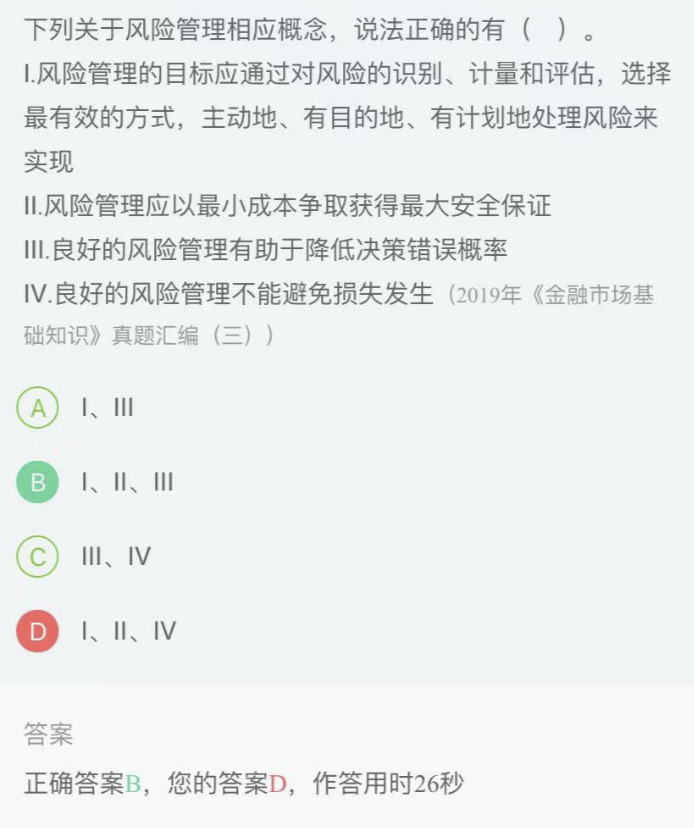 下列关于风险管理相应概念，说法正确的有（　）。
I.风险管理的目标应通过对风险的识别、计量和评估，选择
最有效的方式，主动地、有目的地、有计划地处理风险来
实现
II.风险管理应以最小成本争取获得最大安全保证
III.良好的风险管理有助于降低决策错误概率
IV.良好的风险管理不能避免损失发生（2019年《金融市场基
础知识》真题汇编（三））
A I、III
B I、II、III
C III、IV
D I、II、IV
答案
正确答案B，您的答案D，作答用时26秒